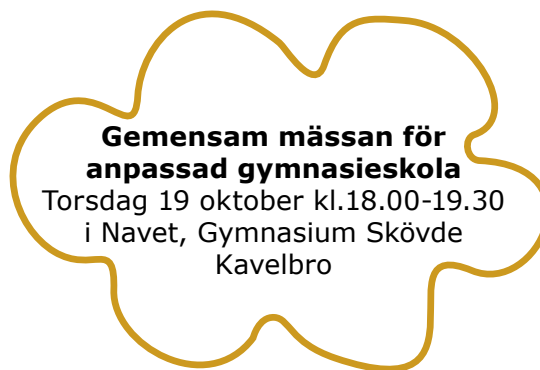 Gemensam mässan för
anpassad gymnasieskola
Torsdag 19 oktober kl.18.00-19.30
i Navet, Gymnasium Skövde
Kavelbro